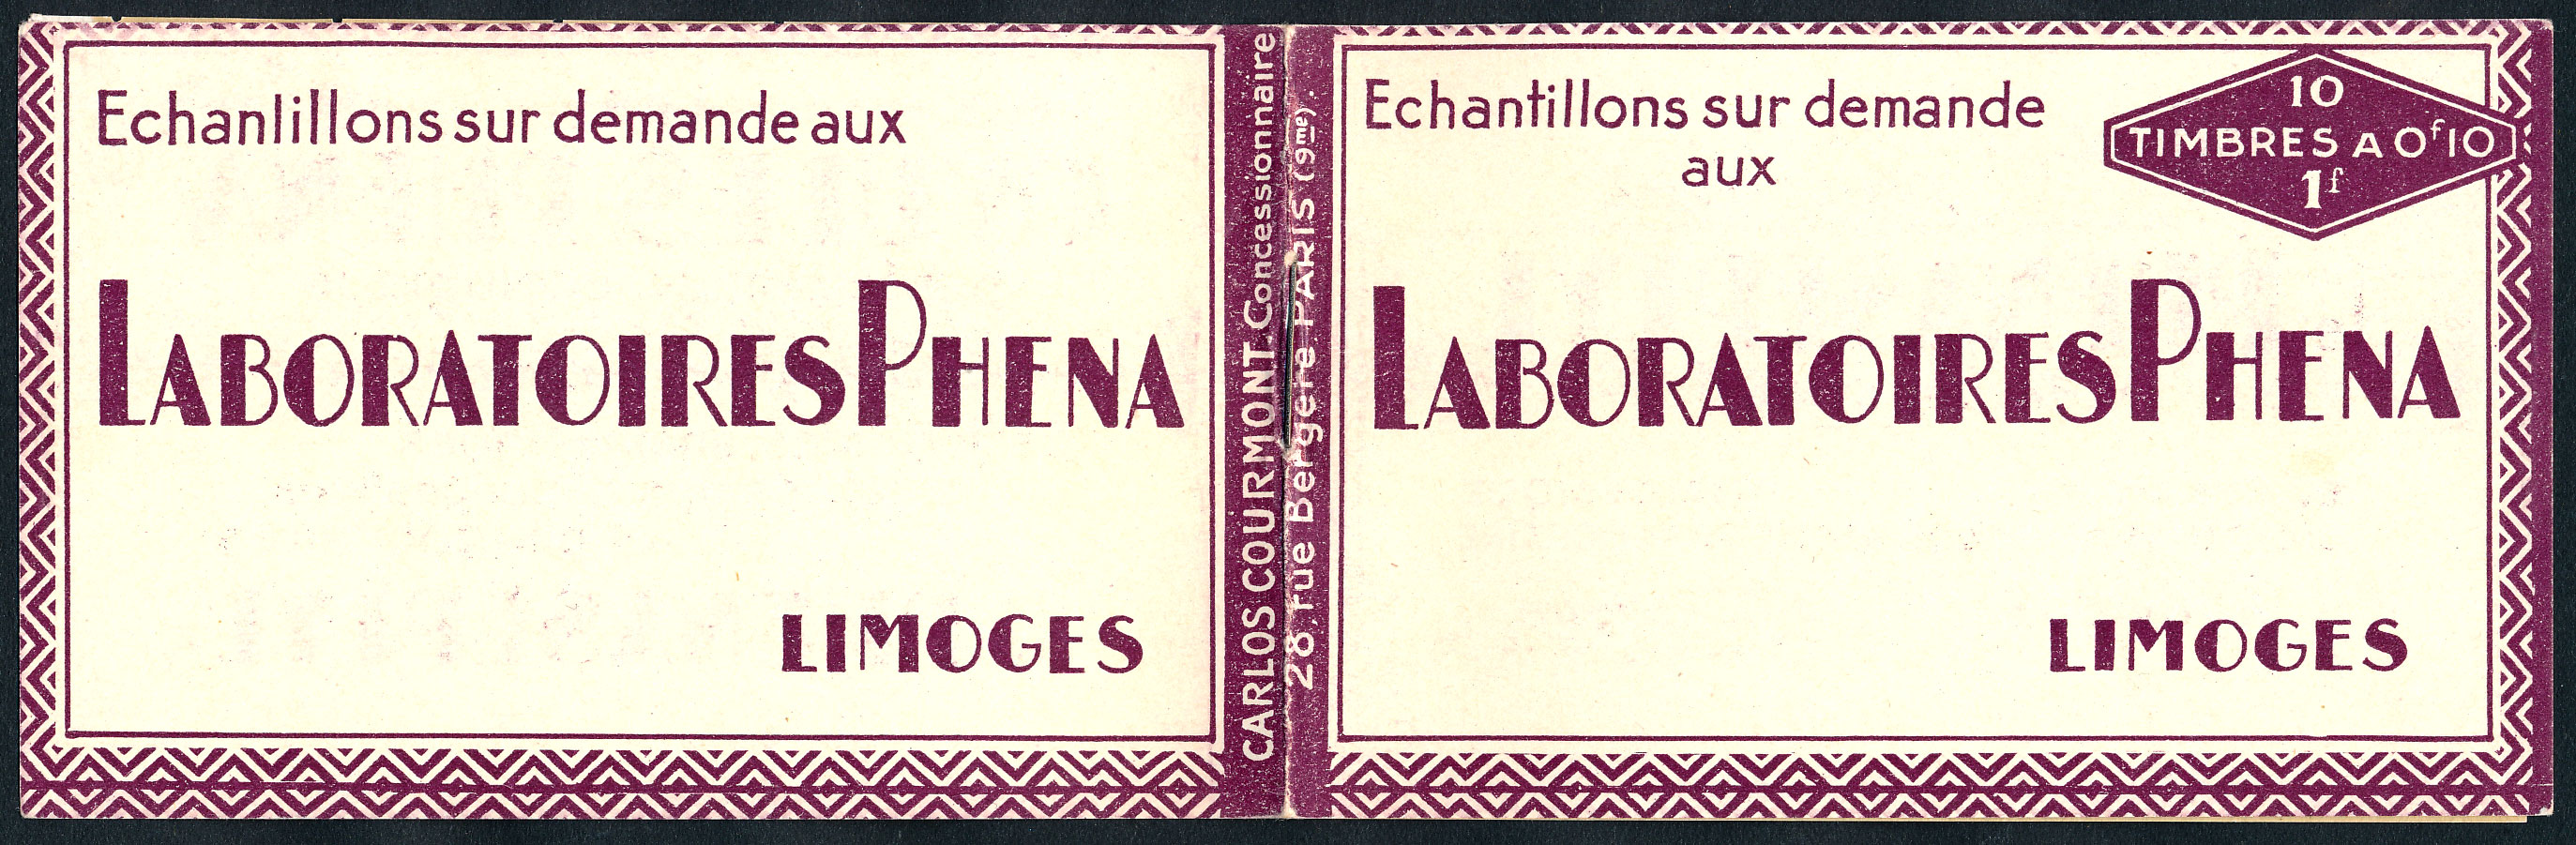 Echanlillons sur demande aux
LABORATOIRES PHENA
LIMOGES
CARLOS COURMONT. Concessionnaire
28, rue Bergère PARIS (9me).
Echantillons sur demande
aux
10
TIMBRES A 0f10
1f
LABORATOIRES PHENA
LIMOGES